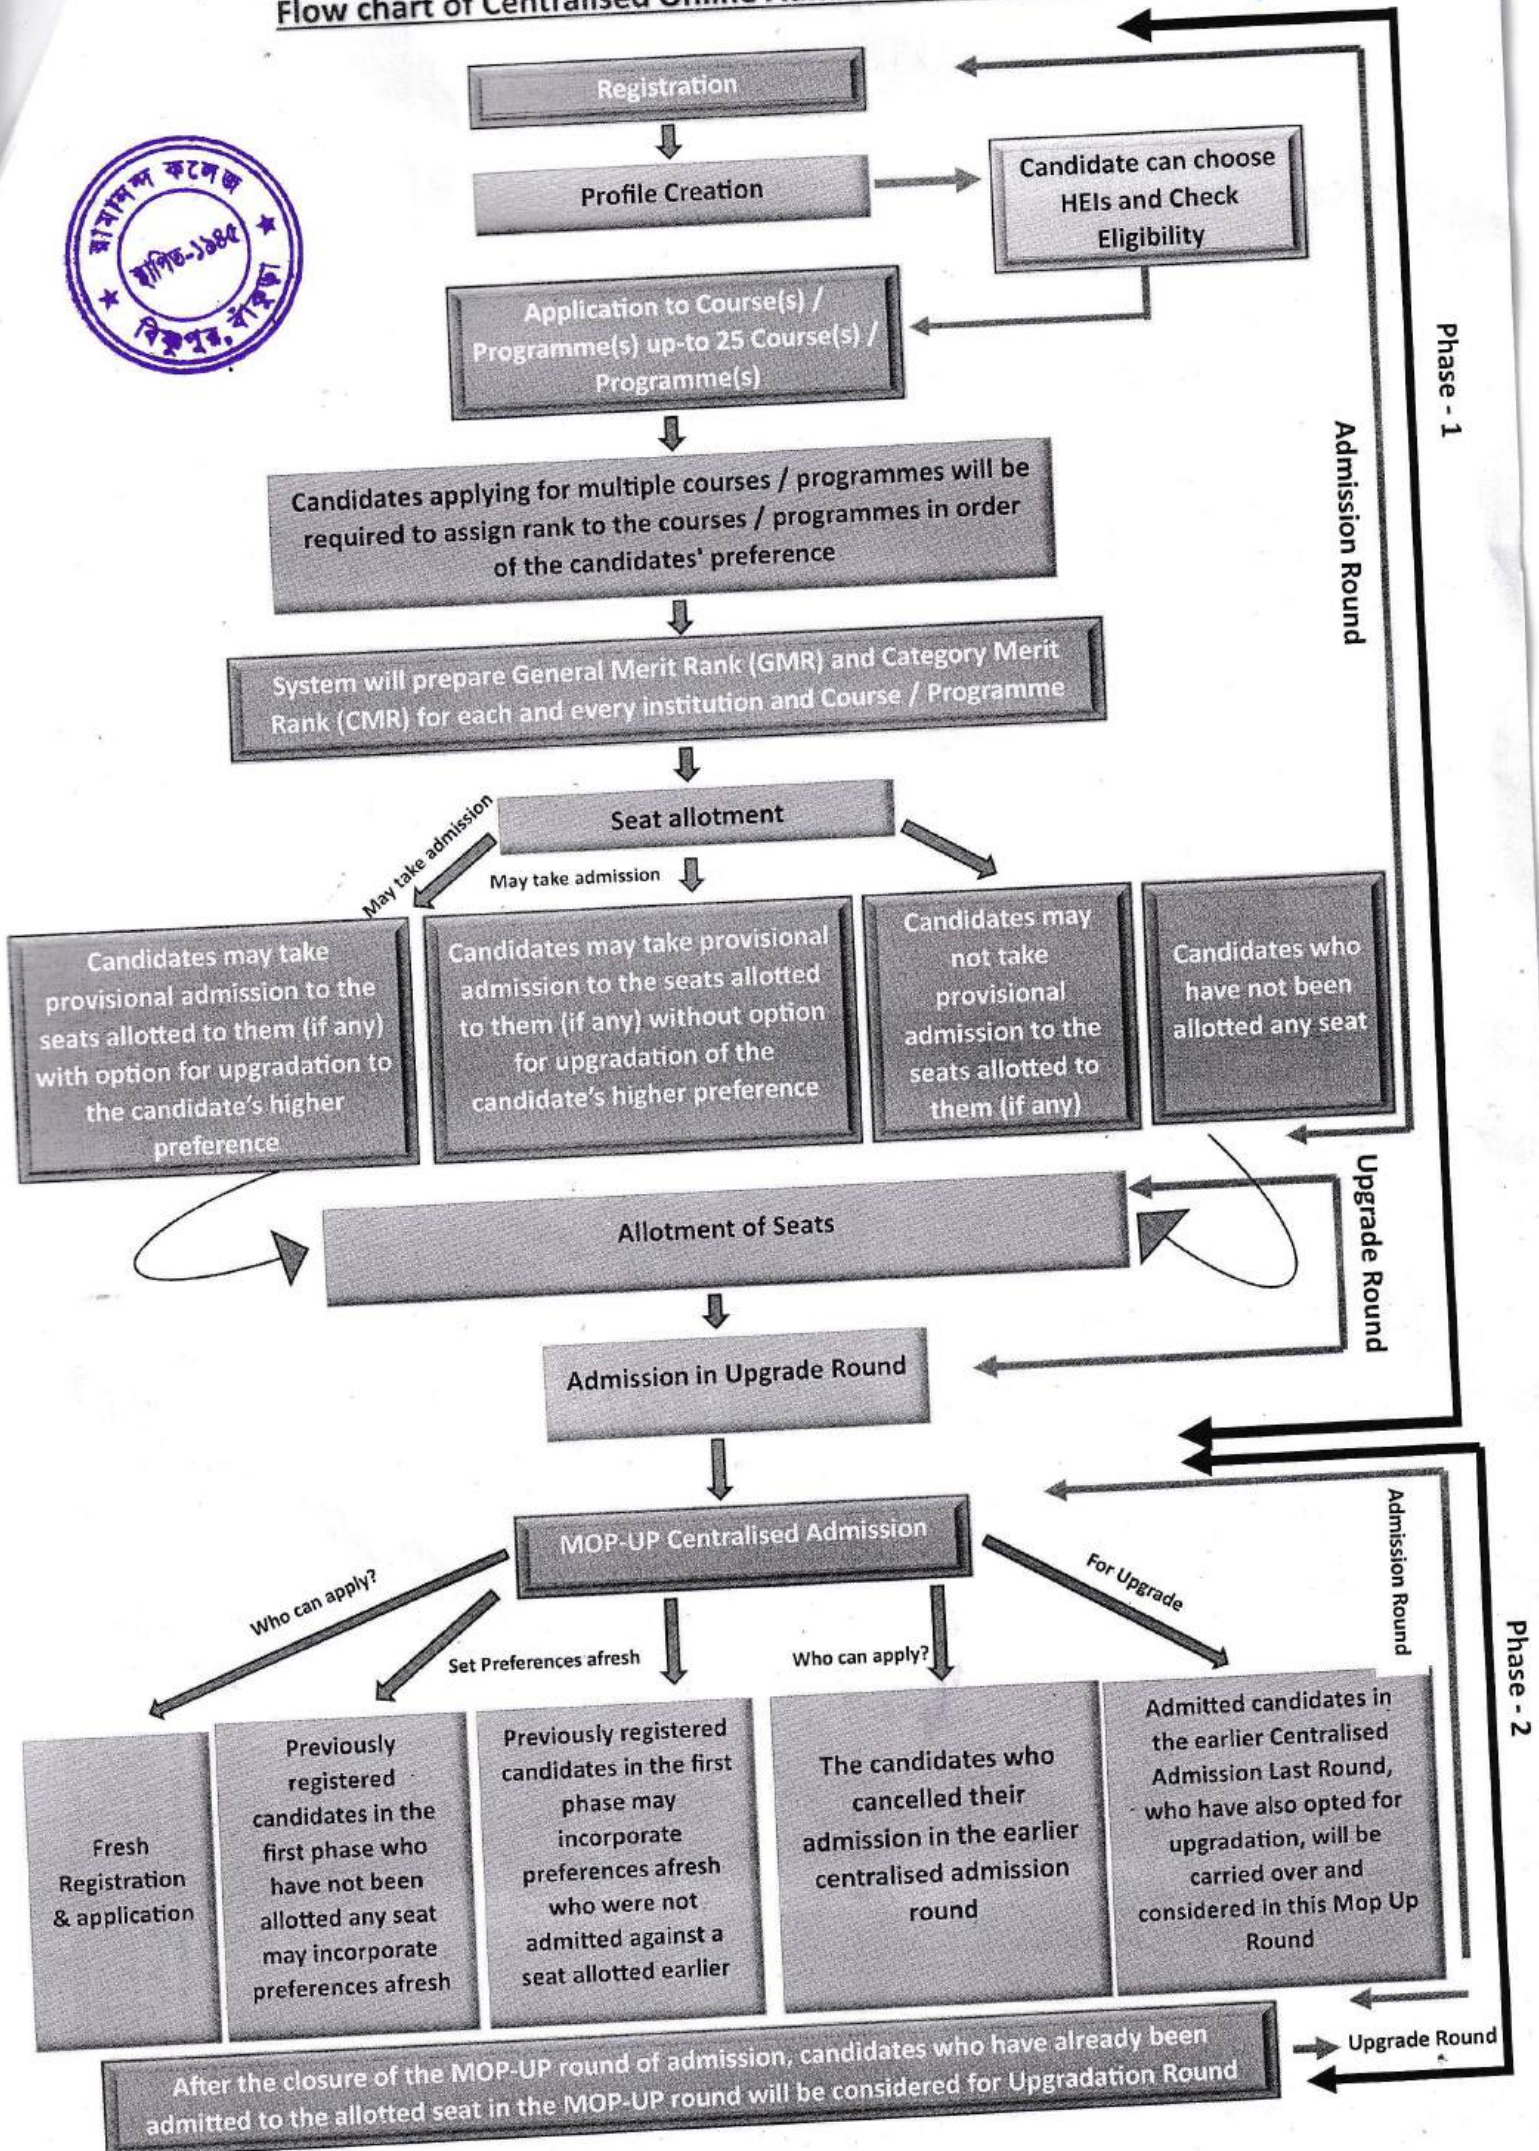 Flow chart of Centralised Online
Registration
রামানন্দ কলেজ
স্থাপিত-১৯৪৫
বিষ্ণুপুর, বাঁকুড়া
Profile Creation
Candidate can choose
HEIs and Check
Eligibility
Application to Course(s) /
Programme(s) up-to 25 Course(s) /
Programme(s)
Phase - 1
Admission Round
Candidates applying for multiple courses / programmes will be
required to assign rank to the courses / programmes in order
of the candidates' preference
System will prepare General Merit Rank (GMR) and Category Merit
Rank (CMR) for each and every institution and Course / Programme
Seat allotment
May take admission
May take admission
Candidates may take
provisional admission to the
seats allotted to them (if any)
with option for upgradation to
the candidate's higher
preference
Candidates may take provisional
admission to the seats allotted
to them (if any) without option
for upgradation of the
candidate's higher preference
Candidates may
not take
provisional
admission to the
seats allotted to
them (if any)
Candidates who
have not been
allotted any seat
Upgrade Round
Allotment of Seats
Admission in Upgrade Round
MOP-UP Centralised Admission
Admission Round
Phase - 2
Who can apply?
Set Preferences afresh
Who can apply?
For Upgrade
Fresh
Registration
& application
Previously
registered
candidates in the
first phase who
have not been
allotted any seat
may incorporate
preferences afresh
Previously registered
candidates in the first
phase may
incorporate
preferences afresh
who were not
admitted against a
seat allotted earlier
The candidates who
cancelled their
admission in the earlier
centralised admission
round
Admitted candidates in
the earlier Centralised
Admission Last Round,
who have also opted for
upgradation, will be
carried over and
considered in this Mop Up
Round
After the closure of the MOP-UP round of admission, candidates who have already been
admitted to the allotted seat in the MOP-UP round will be considered for Upgradation Round
Upgrade Round